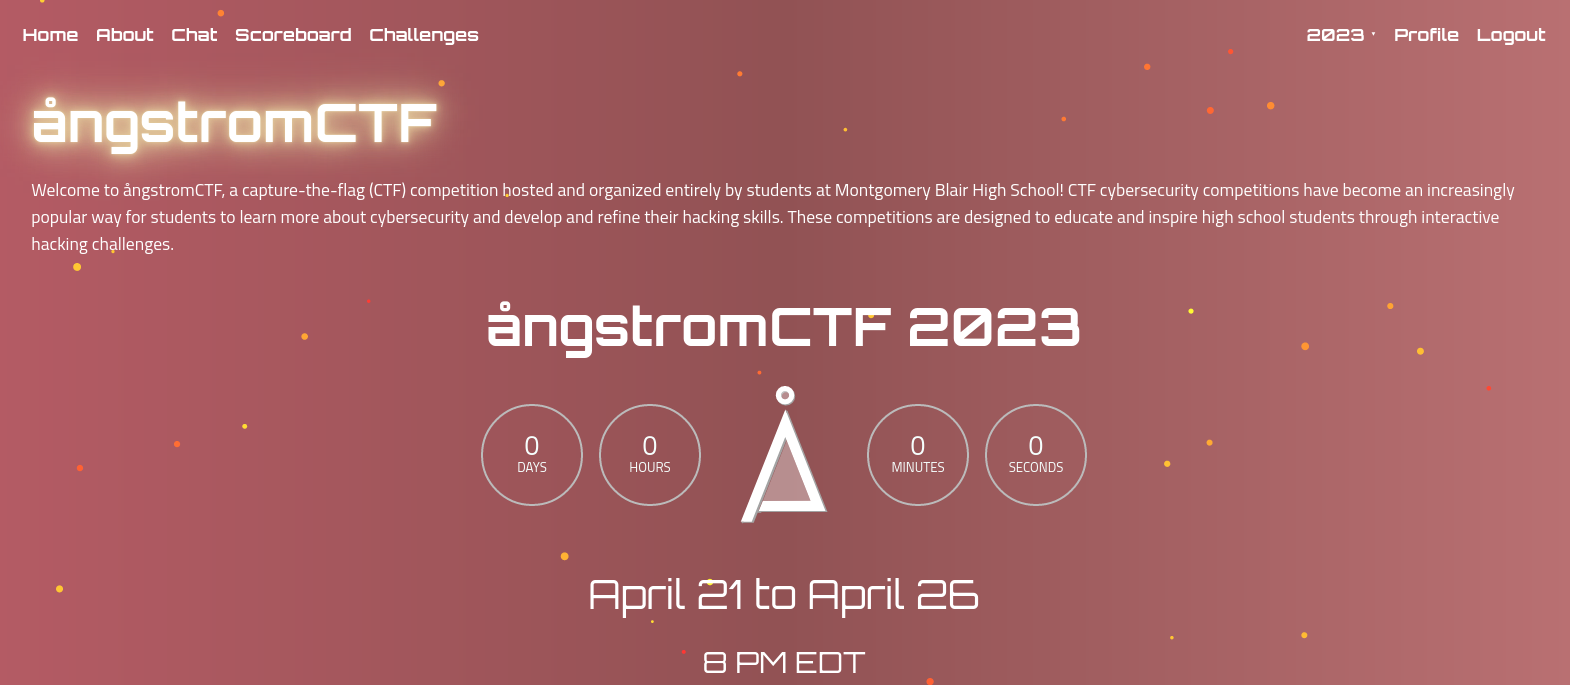 Home About Chat Scoreboard Challenges 2023 ▾ Profile Logout
ångstromCTF
Welcome to ångstromCTF, a capture-the-flag (CTF) competition hosted and organized entirely by students at Montgomery Blair High School! CTF cybersecurity competitions have become an increasingly
popular way for students to learn more about cybersecurity and develop and refine their hacking skills. These competitions are designed to educate and inspire high school students through interactive
hacking challenges.
ångstromCTF 2023
0 0 0 0
DAYS HOURS MINUTES SECONDS
April 21 to April 26
8 PM EDT